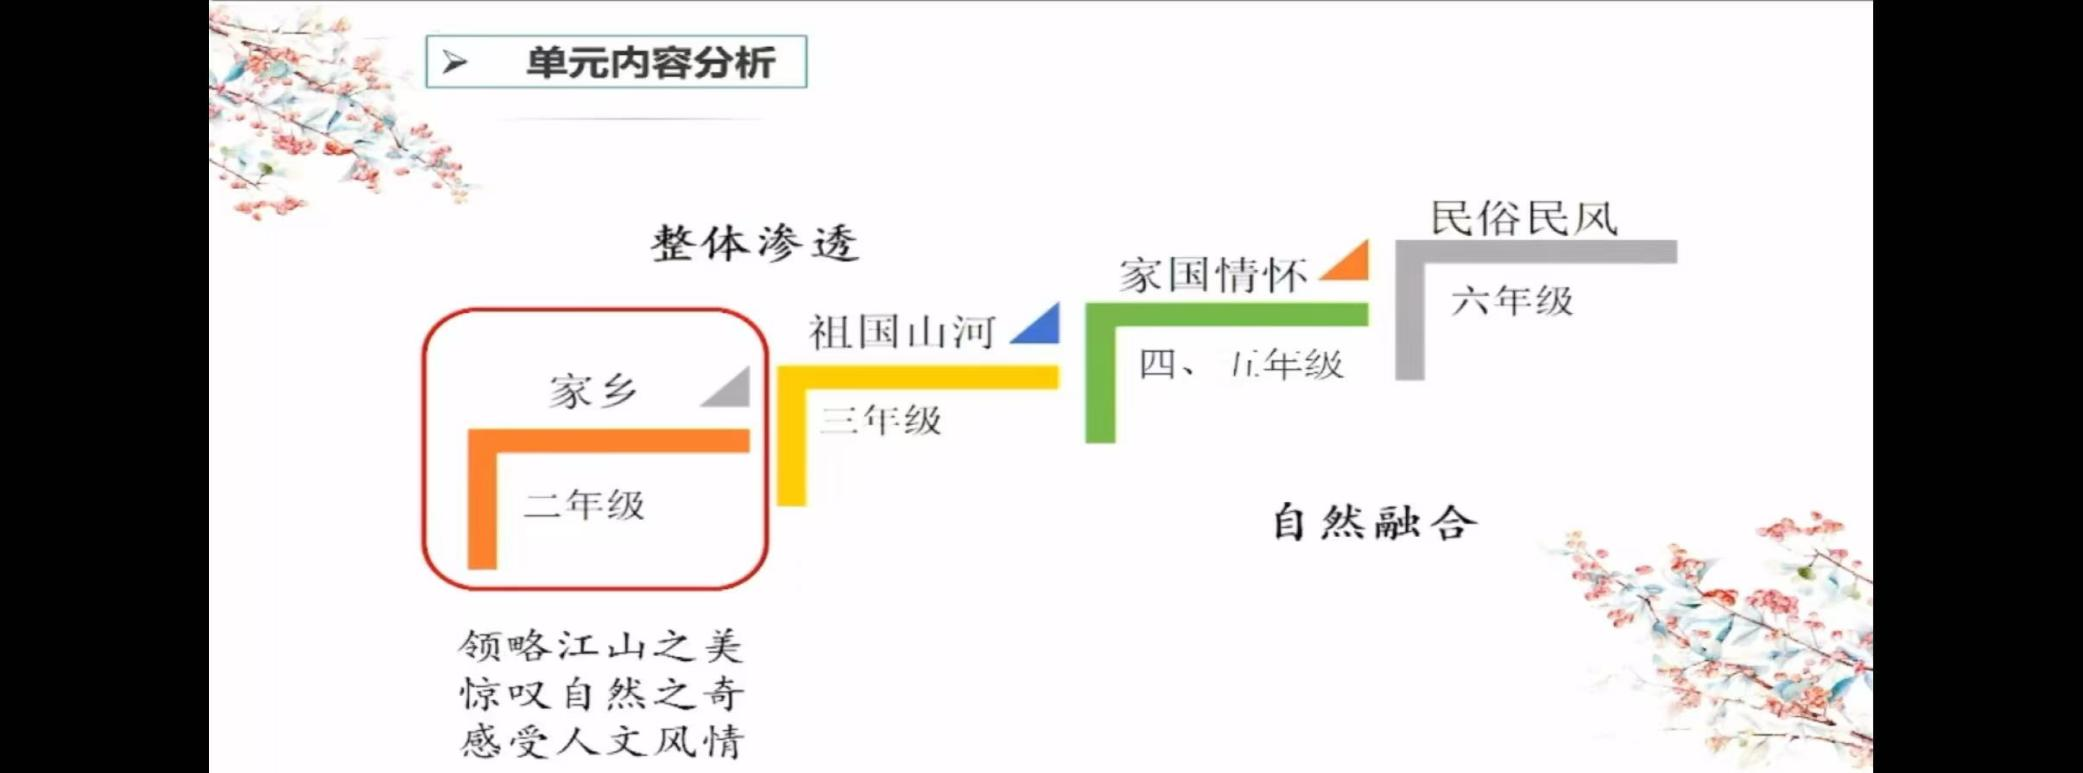 单元内容分析
整体渗透
民俗民风
六年级
家国情怀
四、五年级
祖国山河
三年级
家乡
二年级
自然融合
领略江山之美
惊叹自然之奇
感受人文风情